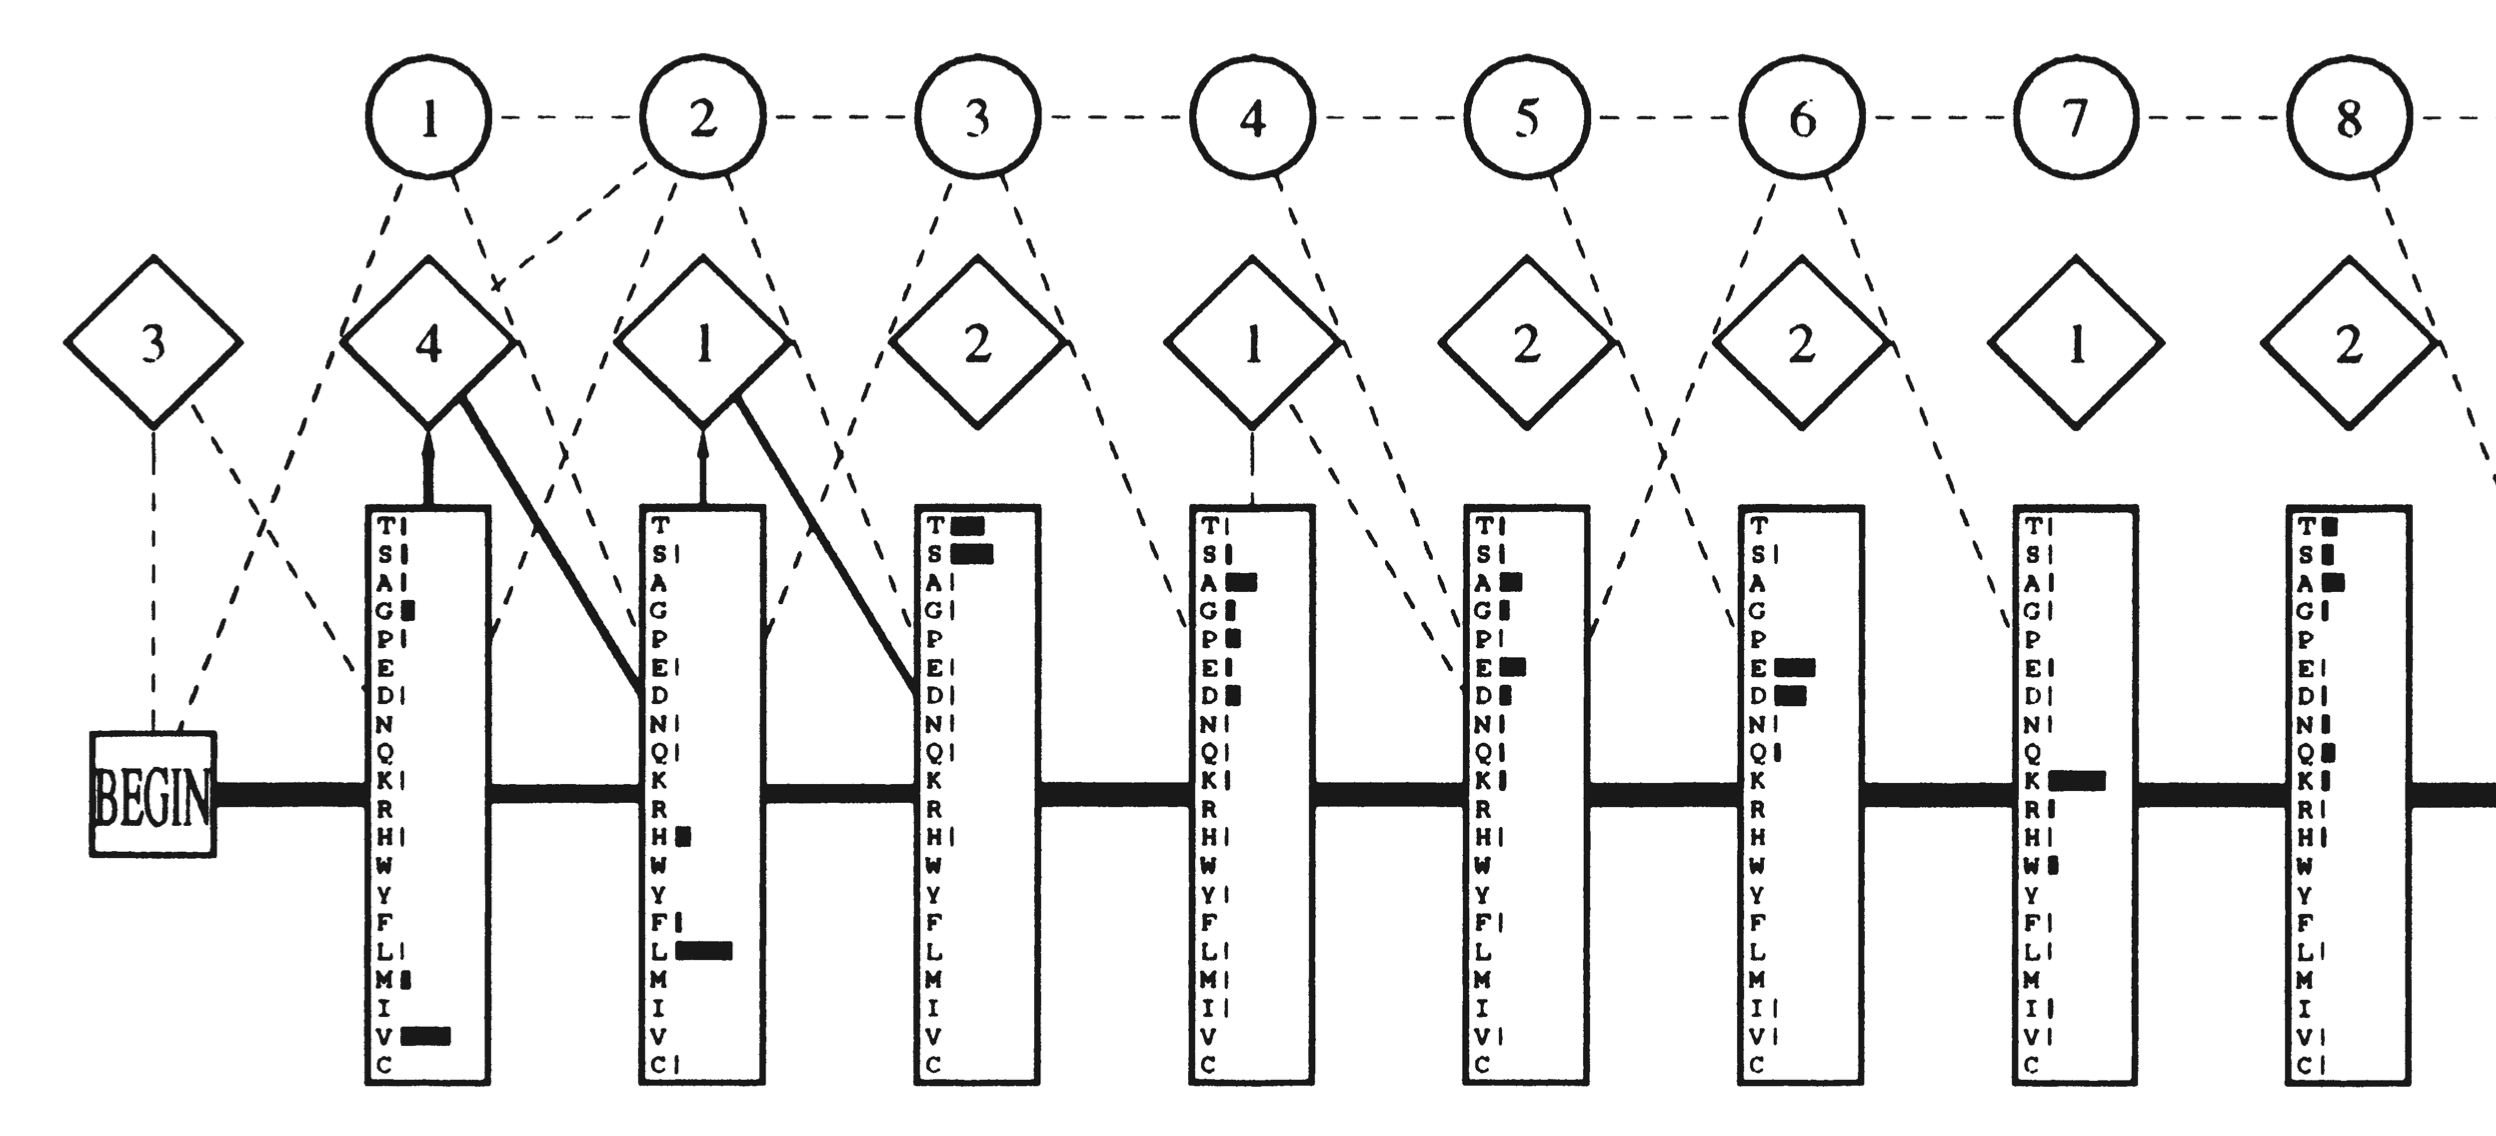 1 2 3 4 5 6 7 8
3 4 1 2 1 2 2 1 2
T T T T T T T T
S S S S S S S S
A A A A A A A A
G G G G G G G G
P P P P P P P P
E E E E E E E E
D D D D D D D D
N N N N N N N N
Q Q Q Q Q Q Q Q
BEGIN K K K K K K K K
R R R R R R R R
H H H H H H H H
W W W W W W W W
Y Y Y Y Y Y Y Y
F F F F F F F F
L L L L L L L L
M M M M M M M M
I I I I I I I I
V V V V V V V V
C C C C C C C C